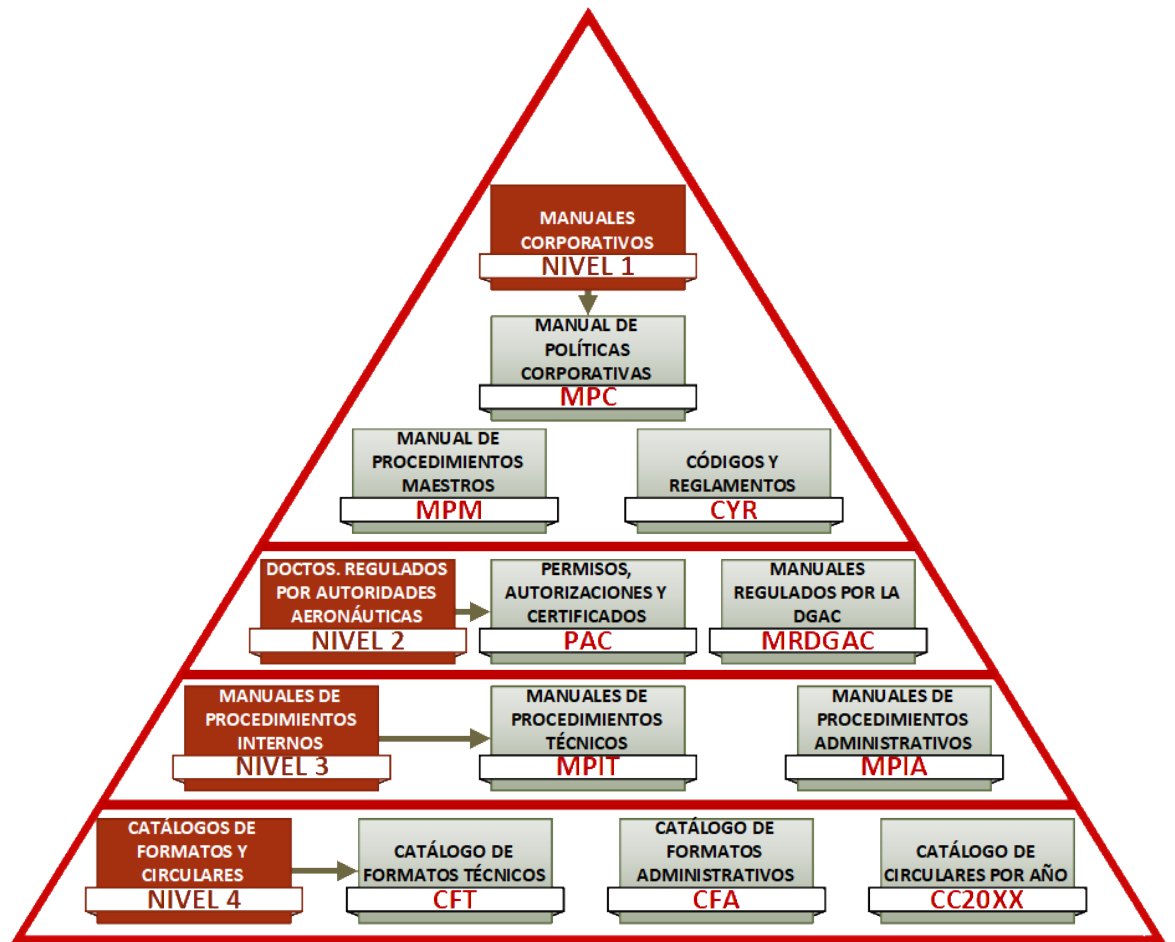 MANUALES
CORPORATIVOS
NIVEL 1
MANUAL DE
POLÍTICAS
CORPORATIVAS
MPC
MANUAL DE
PROCEDIMIENTOS
MAESTROS
MPM
CÓDIGOS Y
REGLAMENTOS
CYR
DOCTOS. REGULADOS
POR AUTORIDADES
AERONÁUTICAS
NIVEL 2
PERMISOS,
AUTORIZACIONES Y
CERTIFICADOS
PAC
MANUALES
REGULADOS POR LA
DGAC
MRDGAC
MANUALES DE
PROCEDIMIENTOS
INTERNOS
NIVEL 3
MANUALES DE
PROCEDIMIENTOS
TÉCNICOS
MPIT
MANUALES DE
PROCEDIMIENTOS
ADMINISTRATIVOS
MPIA
CATÁLOGOS DE
FORMATOS Y
CIRCULARES
NIVEL 4
CATÁLOGO DE
FORMATOS TÉCNICOS
CFT
CATÁLOGO DE
FORMATOS
ADMINISTRATIVOS
CFA
CATÁLOGO DE
CIRCULARES POR AÑO
CC20XX